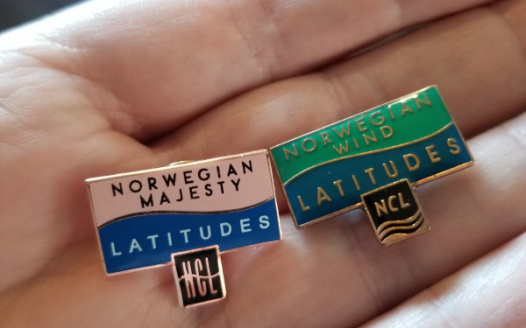 NORWEGIAN
MAJESTY
LATITUDES
NCL
NORWEGIAN
WIND
LATITUDES
NCL